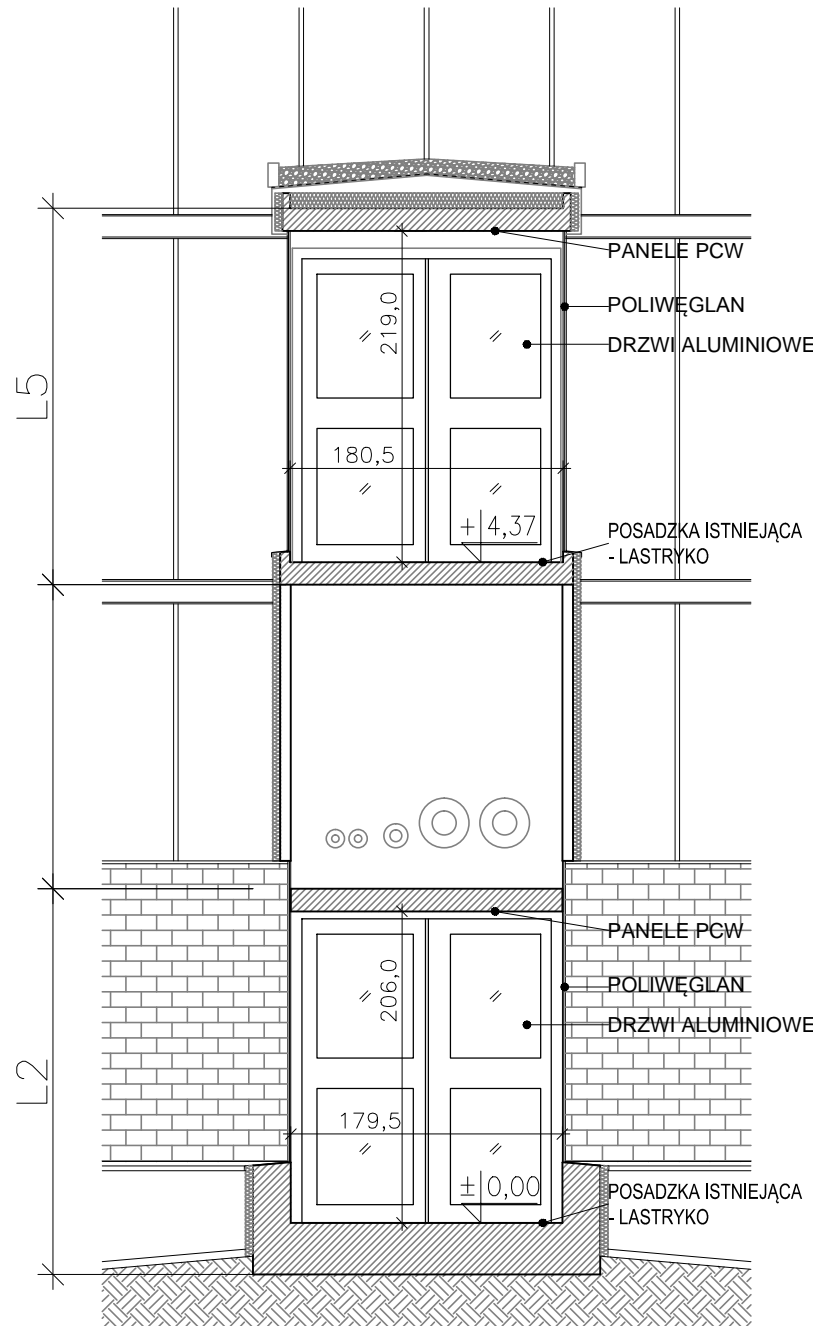 PANELE PCW
POLIWĘGLAN
219,0
DRZWI ALUMINIOWE
L5
180,5
+ 4,37
POSADZKA ISTNIEJĄCA
- LASTRYKO
PANELE PCW
POLIWĘGLAN
206,0
DRZWI ALUMINIOWE
L2
179,5
± 0,00
POSADZKA ISTNIEJĄCA
- LASTRYKO